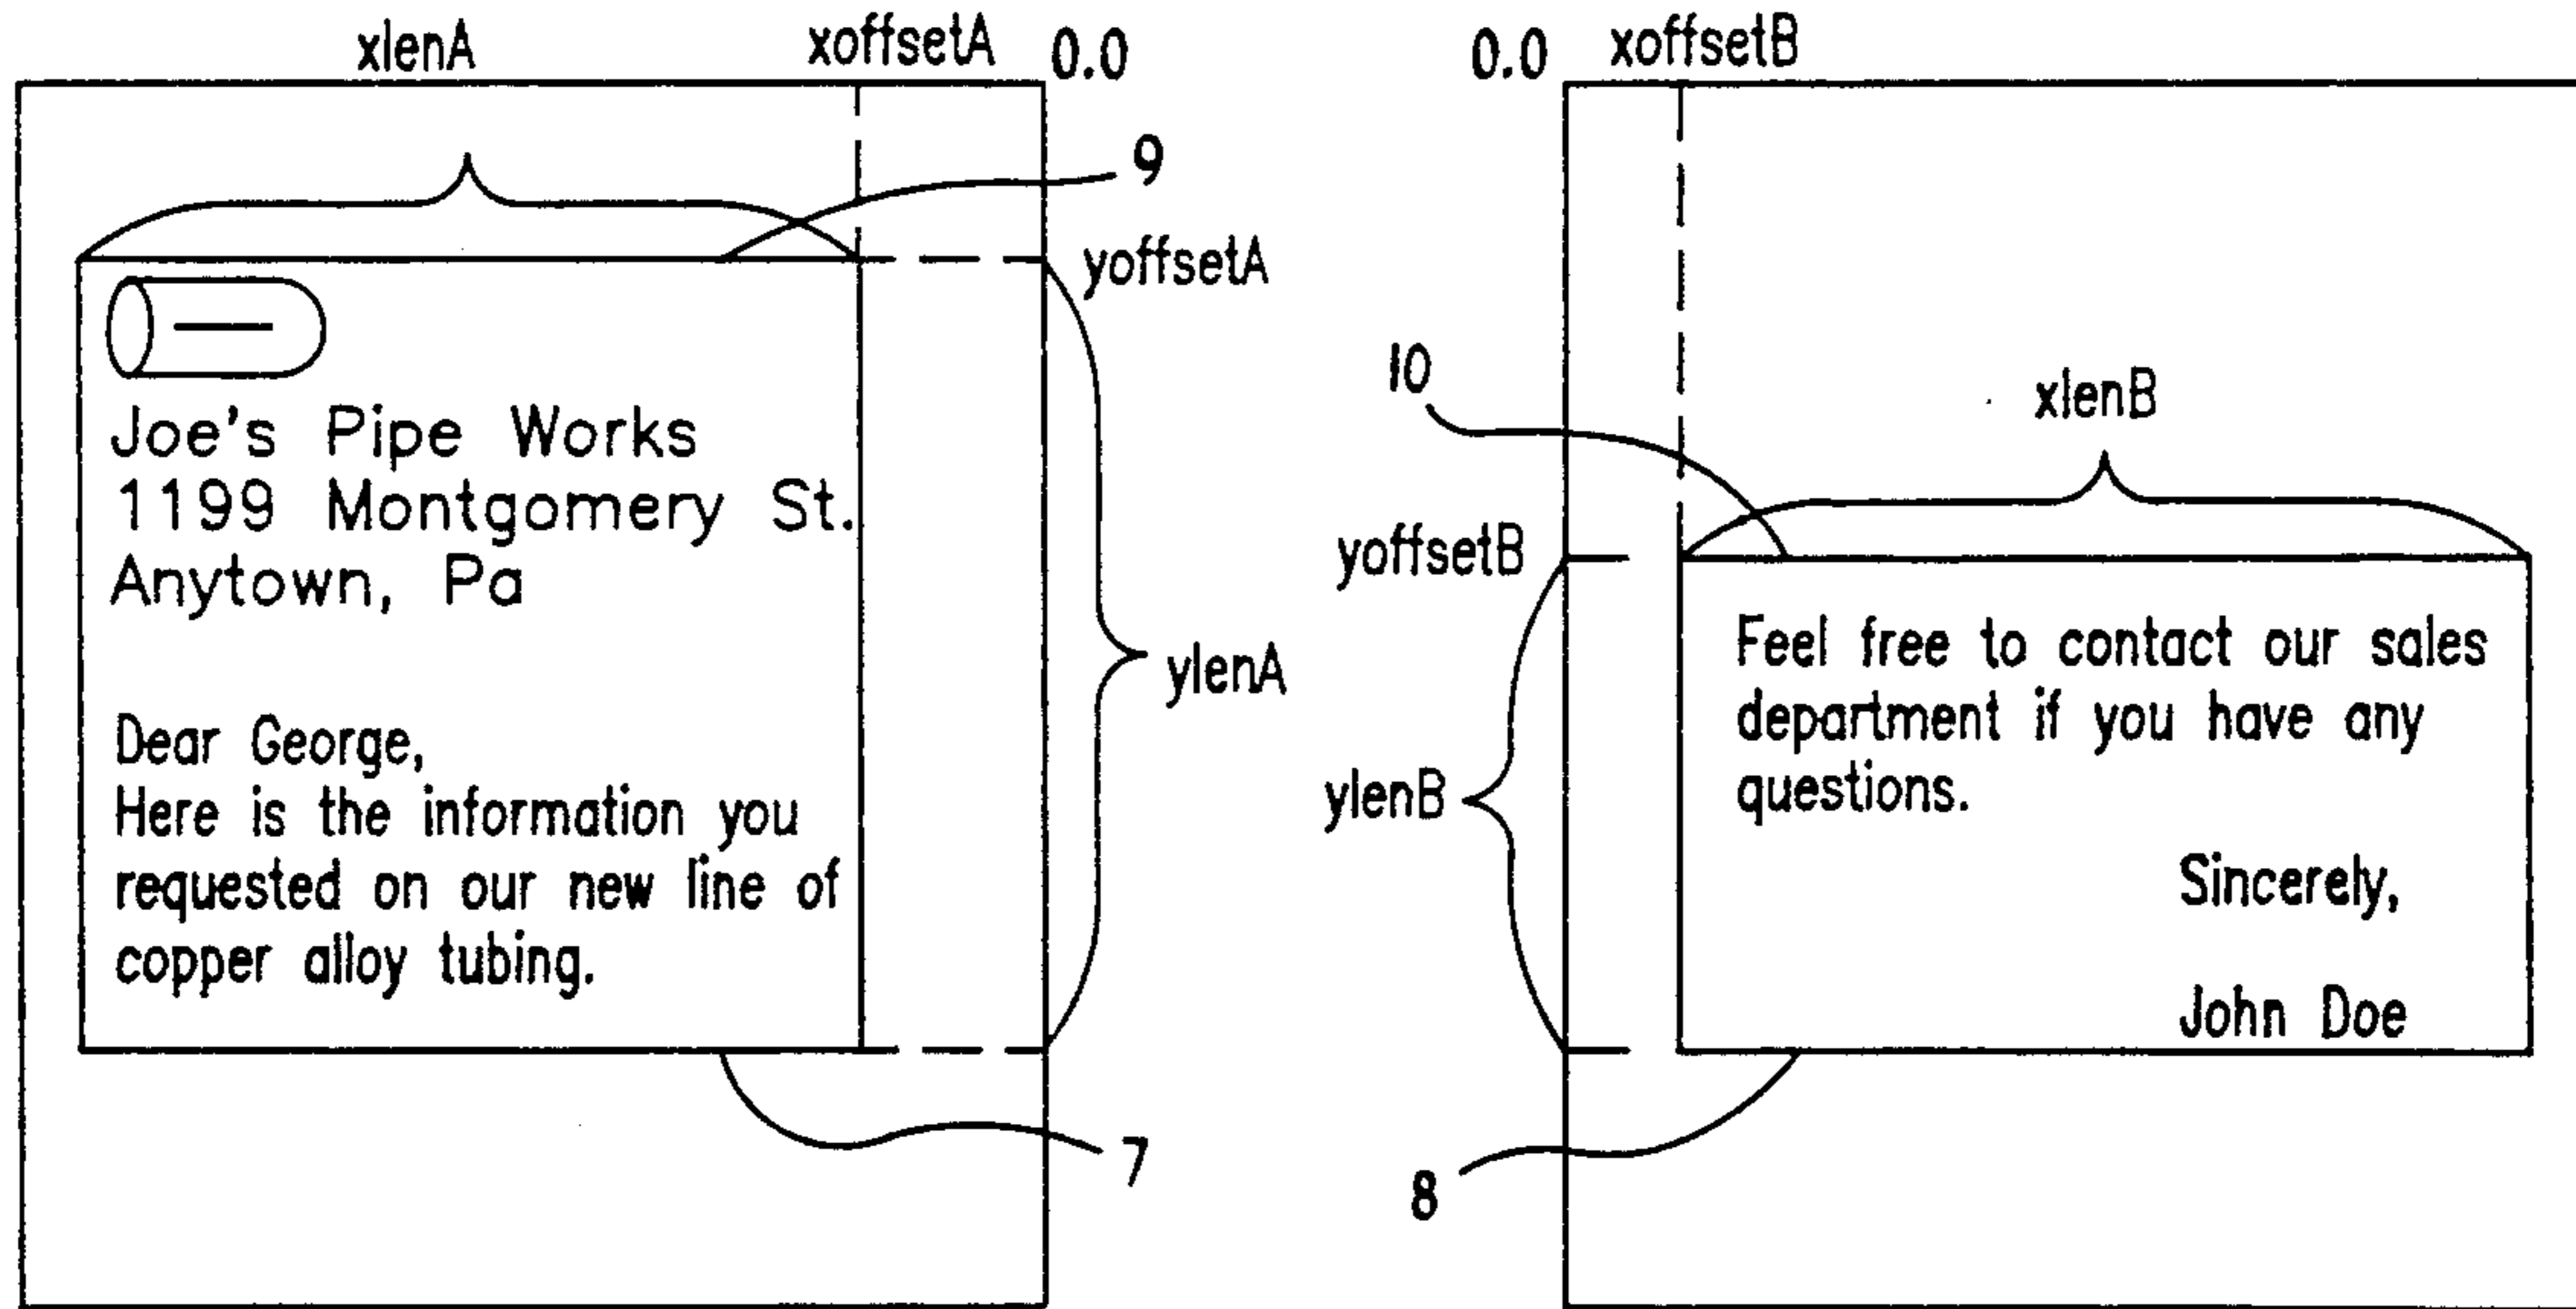 xlenA
xoffsetA
0.0
9
yoffsetA
Joe's Pipe Works
1199 Montgomery St.
Anytown, Pa
ylenA
Dear George,
Here is the information you
requested on our new line of
copper alloy tubing.
7
0.0
xoffsetB
10
xlenB
yoffsetB
Feel free to contact our sales
department if you have any
questions.
ylenB
Sincerely,
John Doe
8